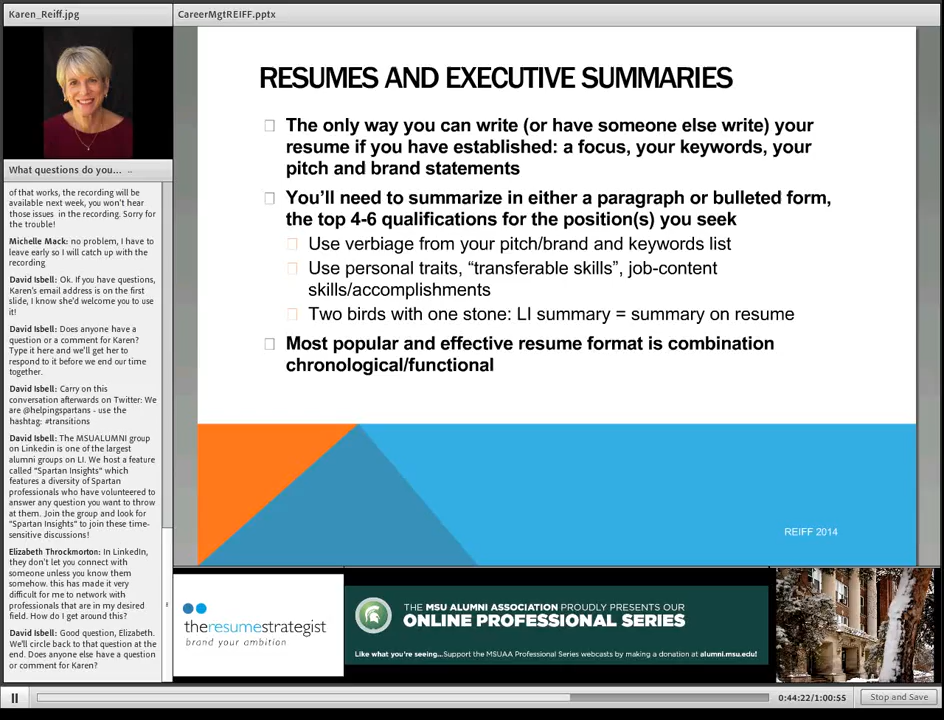 Karen_Reiff.jpg
CareerMgtREIFF.pptx
What questions do you... ..
of that works, the recording will be
available next week, you won't hear
those issues in the recording. Sorry for
the trouble!
Michelle Mack: no problem, I have to
leave early so I will catch up with the
recording
David Isbell: Ok. If you have questions,
Karen's email address is on the first
slide, I know she'd welcome you to use
it!
David Isbell: Does anyone have a
question or a comment for Karen?
Type it here and we'll get her to
respond to it before we end our time
together.
David Isbell: Carry on this
conversation afterwards on Twitter: We
are @helpingspartans - use the
hashtag: #transitions
David Isbell: The MSUALUMNI group
on Linkedin is one of the largest
alumni groups on LI. We host a feature
called "Spartan Insights" which
features a diversity of Spartan
professionals who have volunteered to
answer any question you want to throw
at them. Join the group and look for
"Spartan Insights" to join these time-
sensitive discussions!
Elizabeth Throckmorton: In LinkedIn,
they don't let you connect with
someone unless you know them
somehow. this has made it very
difficult for me to network with
professionals that are in my desired
field. How do I get around this?
David Isbell: Good question, Elizabeth.
We'll circle back to that question at the
end. Does anyone else have a question
or comment for Karen?
RESUMES AND EXECUTIVE SUMMARIES
The only way you can write (or have someone else write) your
resume if you have established: a focus, your keywords, your
pitch and brand statements
You'll need to summarize in either a paragraph or bulleted form,
the top 4-6 qualifications for the position(s) you seek
Use verbiage from your pitch/brand and keywords list
Use personal traits, “transferable skills”, job-content
skills/accomplishments
Two birds with one stone: LI summary = summary on resume
Most popular and effective resume format is combination
chronological/functional
REIFF 2014
theresumestrategist
brand your ambition
THE MSU ALUMNI ASSOCIATION PROUDLY PRESENTS OUR
ONLINE PROFESSIONAL SERIES
Like what you're seeing...Support the MSUAA Professional Series webcasts by making a donation at alumni.msu.edu!
0:44:22/1:00:55
Stop and Save